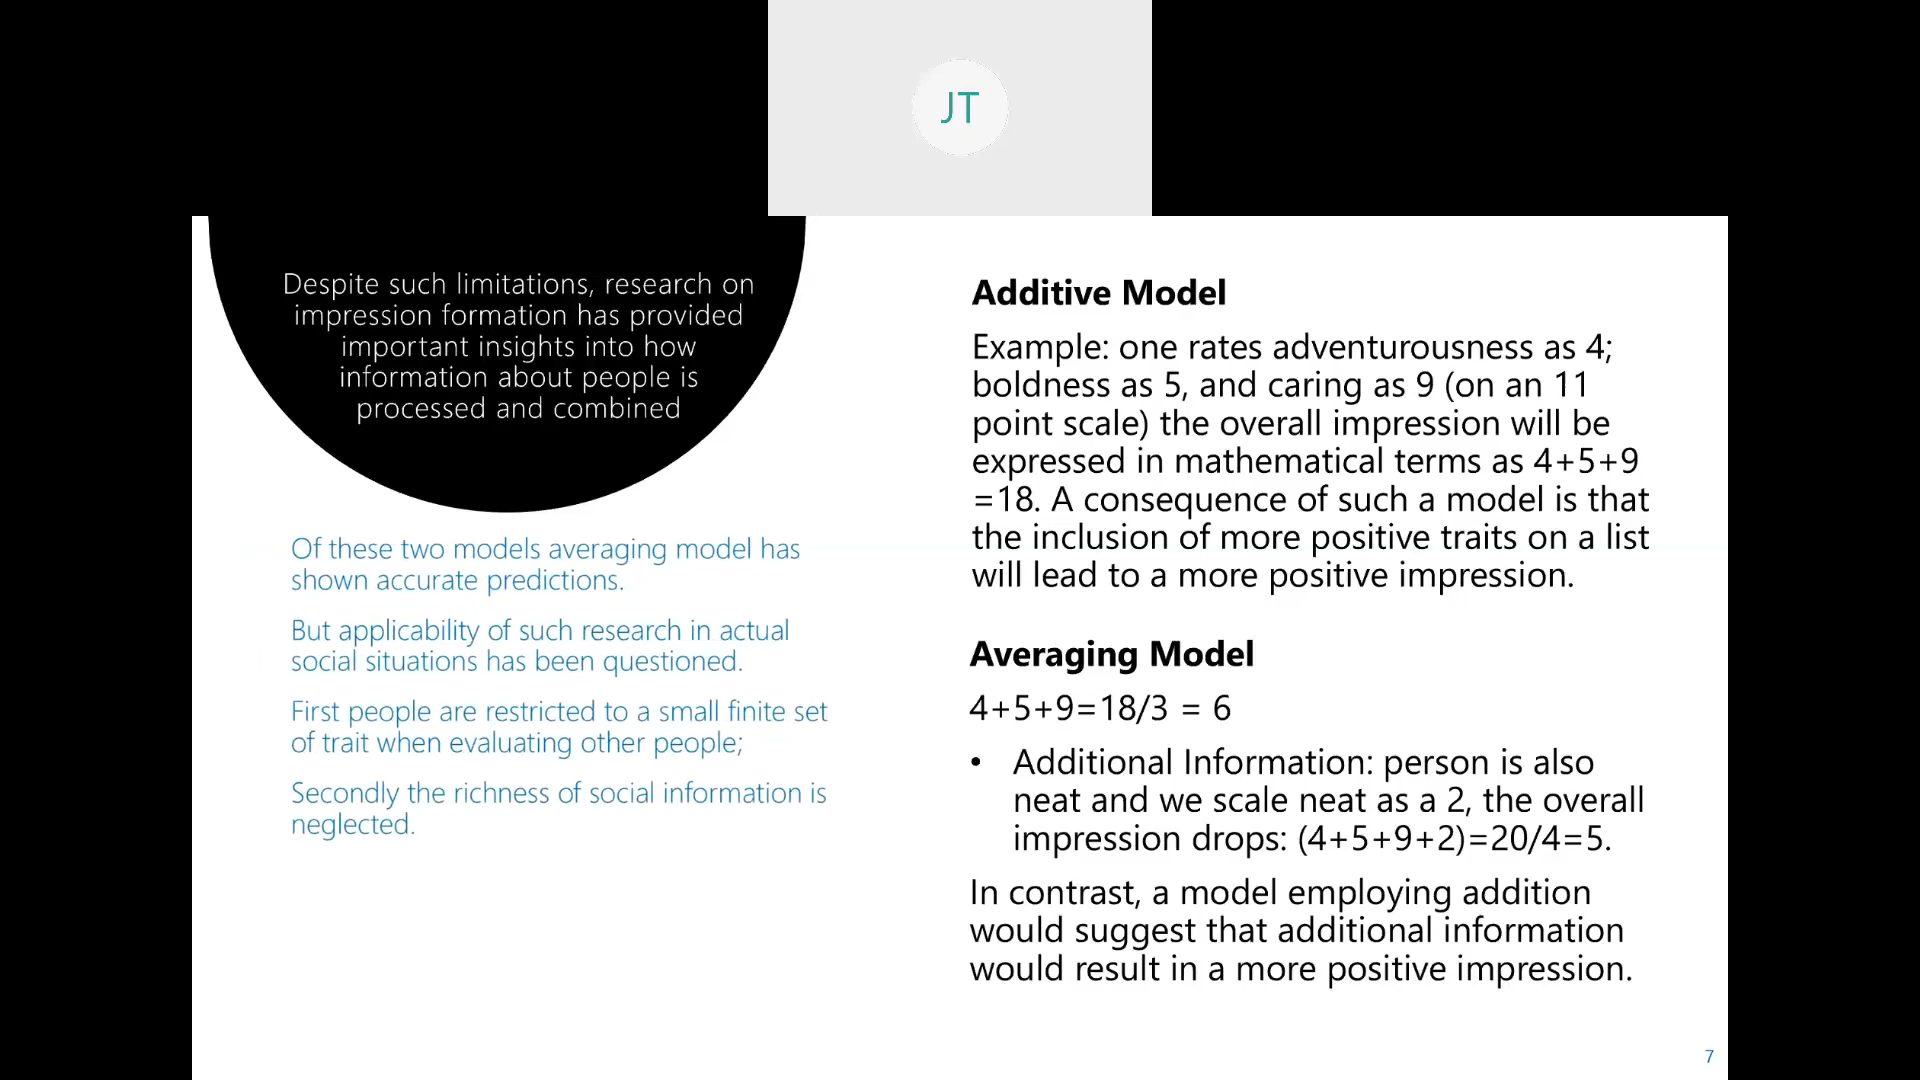 JT
Despite such limitations, research on
impression formation has provided
important insights into how
information about people is
processed and combined
Of these two models averaging model has
shown accurate predictions.
But applicability of such research in actual
social situations has been questioned.
First people are restricted to a small finite set
of trait when evaluating other people;
Secondly the richness of social information is
neglected.
Additive Model
Example: one rates adventurousness as 4;
boldness as 5, and caring as 9 (on an 11
point scale) the overall impression will be
expressed in mathematical terms as 4+5+9
=18. A consequence of such a model is that
the inclusion of more positive traits on a list
will lead to a more positive impression.
Averaging Model
4+5+9=18/3 = 6
• Additional Information: person is also
neat and we scale neat as a 2, the overall
impression drops: (4+5+9+2)=20/4=5.
In contrast, a model employing addition
would suggest that additional information
would result in a more positive impression.
7